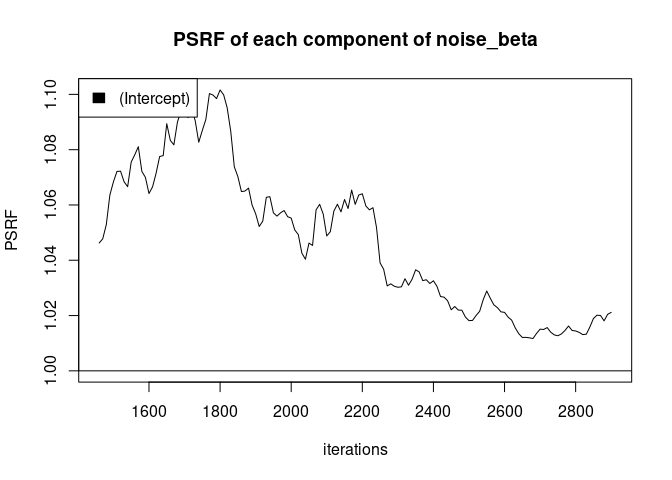 PSRF of each component of noise_beta
(Intercept)
PSRF
1.10
1.08
1.06
1.04
1.02
1.00
1600 1800 2000 2200 2400 2600 2800
iterations